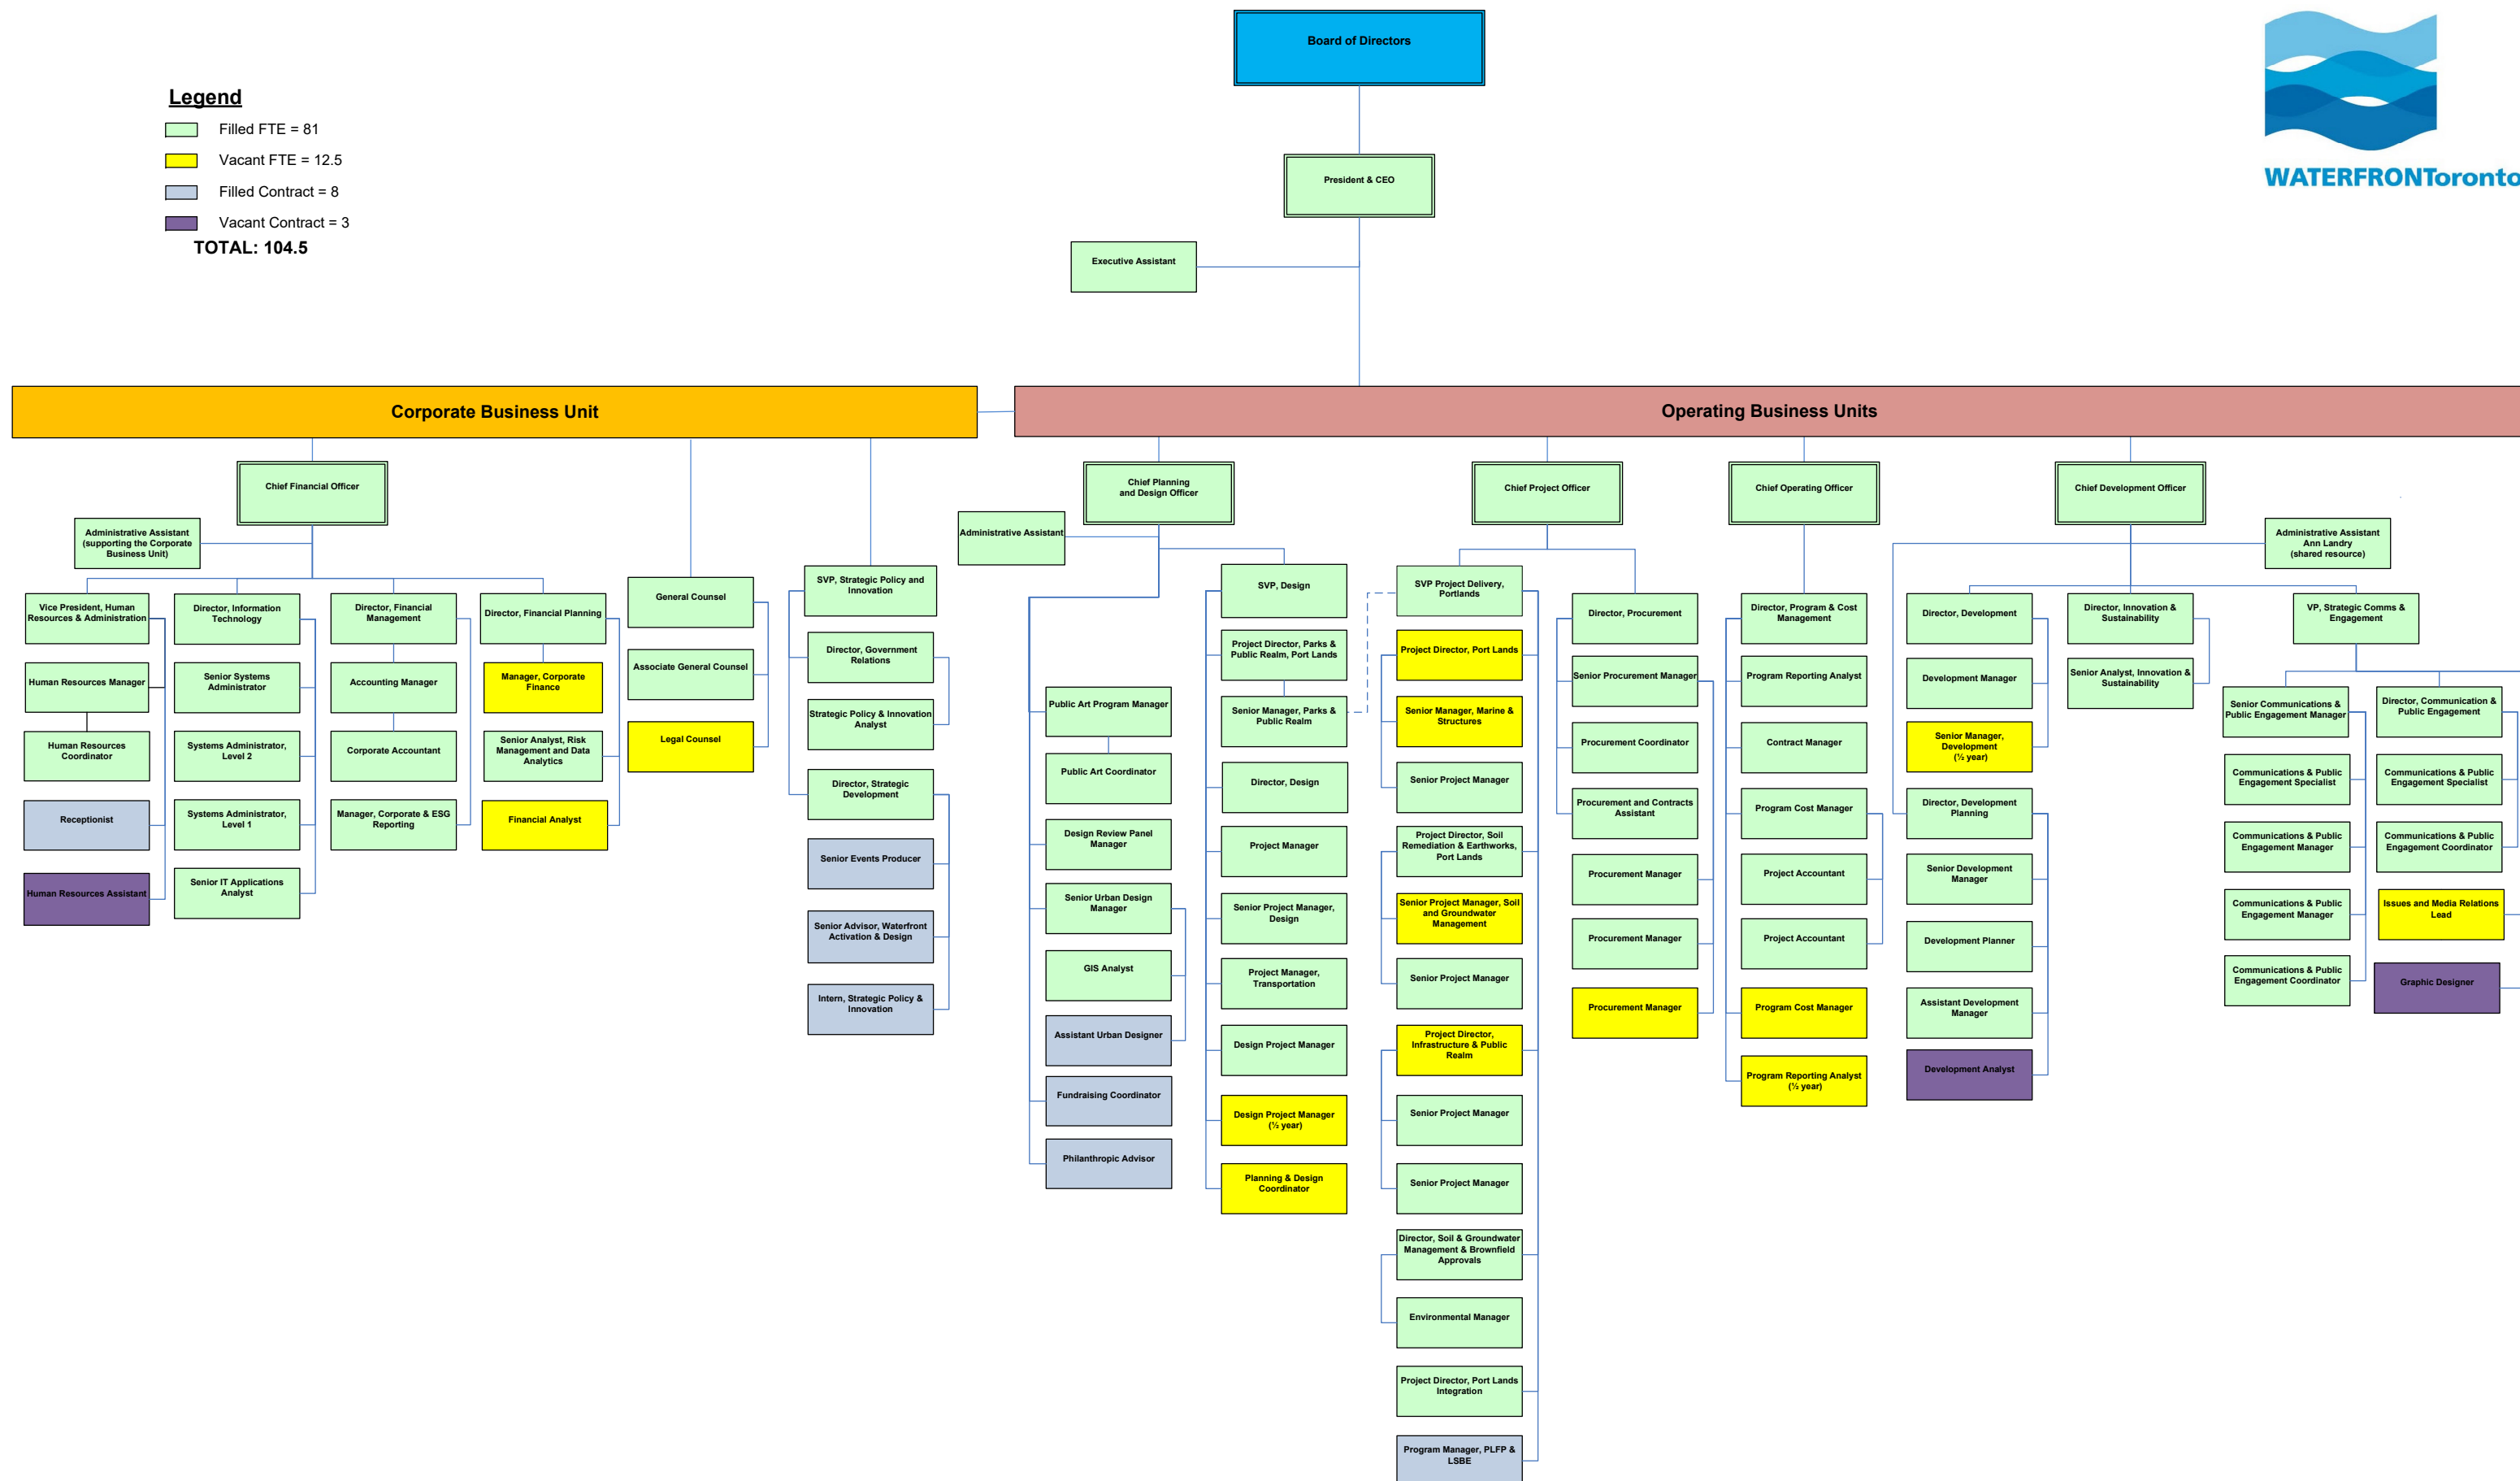 Board of Directors
WATERFRONToronto
Legend
Filled FTE = 81
Vacant FTE = 12.5
Filled Contract = 8
Vacant Contract = 3
TOTAL: 104.5
President & CEO
Executive Assistant
Corporate Business Unit
Operating Business Units
Chief Financial Officer
Administrative Assistant
(supporting the Corporate
Business Unit)
Vice President, Human
Resources & Administration
Human Resources Manager
Human Resources
Coordinator
Receptionist
Human Resources Assistant
Director, Information
Technology
Senior Systems
Administrator
Systems Administrator,
Level 2
Systems Administrator,
Level 1
Senior IT Applications
Analyst
Director, Financial
Management
Accounting Manager
Corporate Accountant
Manager, Corporate & ESG
Reporting
Director, Financial Planning
Manager, Corporate
Finance
Senior Analyst, Risk
Management and Data
Analytics
Financial Analyst
General Counsel
Associate General Counsel
Legal Counsel
SVP, Strategic Policy and
Innovation
Director, Government
Relations
Strategic Policy & Innovation
Analyst
Director, Strategic
Development
Senior Events Producer
Senior Advisor, Waterfront
Activation & Design
Intern, Strategic Policy &
Innovation
Chief Planning
and Design Officer
Administrative Assistant
Public Art Program Manager
Public Art Coordinator
Design Review Panel
Manager
Senior Urban Design
Manager
GIS Analyst
Assistant Urban Designer
Fundraising Coordinator
Philanthropic Advisor
SVP, Design
Project Director, Parks &
Public Realm, Port Lands
Senior Manager, Parks &
Public Realm
Director, Design
Project Manager
Senior Project Manager,
Design
Project Manager,
Transportation
Design Project Manager
Design Project Manager
(½ year)
Planning & Design
Coordinator
Chief Project Officer
SVP Project Delivery,
Portlands
Project Director, Port Lands
Senior Manager, Marine &
Structures
Senior Project Manager
Project Director, Soil
Remediation & Earthworks,
Port Lands
Senior Project Manager, Soil
and Groundwater
Management
Senior Project Manager
Project Director,
Infrastructure & Public
Realm
Senior Project Manager
Senior Project Manager
Director, Soil & Groundwater
Management & Brownfield
Approvals
Environmental Manager
Project Director, Port Lands
Integration
Program Manager, PLFP &
LSBE
Director, Procurement
Senior Procurement Manager
Procurement Coordinator
Procurement and Contracts
Assistant
Procurement Manager
Procurement Manager
Procurement Manager
Chief Operating Officer
Director, Program & Cost
Management
Program Reporting Analyst
Contract Manager
Program Cost Manager
Project Accountant
Project Accountant
Program Cost Manager
Program Reporting Analyst
(½ year)
Chief Development Officer
Administrative Assistant
Ann Landry
(shared resource)
Director, Development
Development Manager
Senior Manager,
Development
(½ year)
Director, Development
Planning
Senior Development
Manager
Development Planner
Assistant Development
Manager
Development Analyst
Director, Innovation &
Sustainability
Senior Analyst, Innovation &
Sustainability
VP, Strategic Comms &
Engagement
Senior Communications &
Public Engagement Manager
Communications & Public
Engagement Specialist
Communications & Public
Engagement Manager
Communications & Public
Engagement Manager
Communications & Public
Engagement Coordinator
Director, Communication &
Public Engagement
Communications & Public
Engagement Specialist
Communications & Public
Engagement Coordinator
Issues and Media Relations
Lead
Graphic Designer